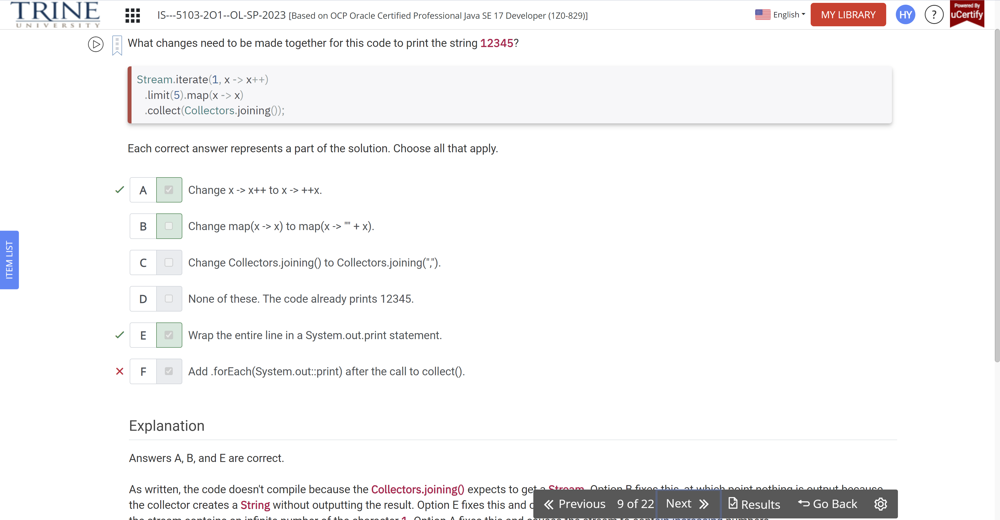 TRINE
UNIVERSITY
IS---5103-2O1--OL-SP-2023 [Based on OCP Oracle Certified Professional Java SE 17 Developer (1Z0-829)]
English
MY LIBRARY
HY
?
Powered By
uCertify
What changes need to be made together for this code to print the string 12345?
Stream.iterate(1, x -> x++)
.limit(5).map(x -> x)
.collect(Collectors.joining());
Each correct answer represents a part of the solution. Choose all that apply.
A Change x -> x++ to x -> ++x.
B Change map(x -> x) to map(x -> "" + x).
C Change Collectors.joining() to Collectors.joining(",").
D None of these. The code already prints 12345.
E Wrap the entire line in a System.out.print statement.
F Add .forEach(System.out::print) after the call to collect().
ITEM LIST
Explanation
Answers A, B, and E are correct.
As written, the code doesn't compile because the Collectors.joining() expects to get a Stream. Option B fixes this, at which point nothing is output because
the collector creates a String without outputting the result. Option E fixes this and
the stream contains an infinite number of the character 1. Option A fixes this and causes the stream to contain increasing numbers.
Previous 9 of 22 Next Results Go Back